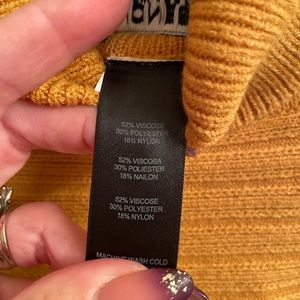 52% VISCOSE
30% POLYESTER
18% NYLON
52% VISCOSA
30% POLIESTER
18% NAILON
52% VISCOSE
30% POLYESTER
18% NYLON
MACHINE WASH COLD